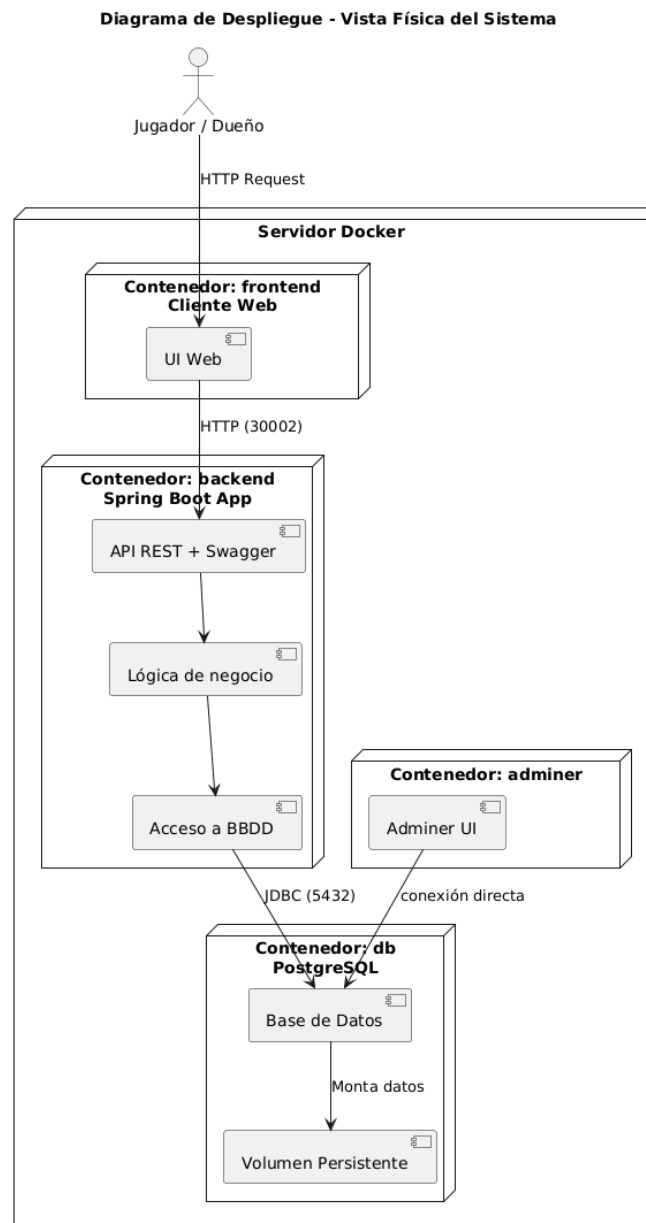 Diagrama de Despliegue - Vista Física del Sistema
Jugador / Dueño
HTTP Request
Servidor Docker
Contenedor: frontend
Cliente Web
UI Web
HTTP (30002)
Contenedor: backend
Spring Boot App
API REST + Swagger
Lógica de negocio
Contenedor: adminer
Acceso a BBDD
Adminer UI
JDBC (5432)
conexión directa
Contenedor: db
PostgreSQL
Base de Datos
Monta datos
Volumen Persistente